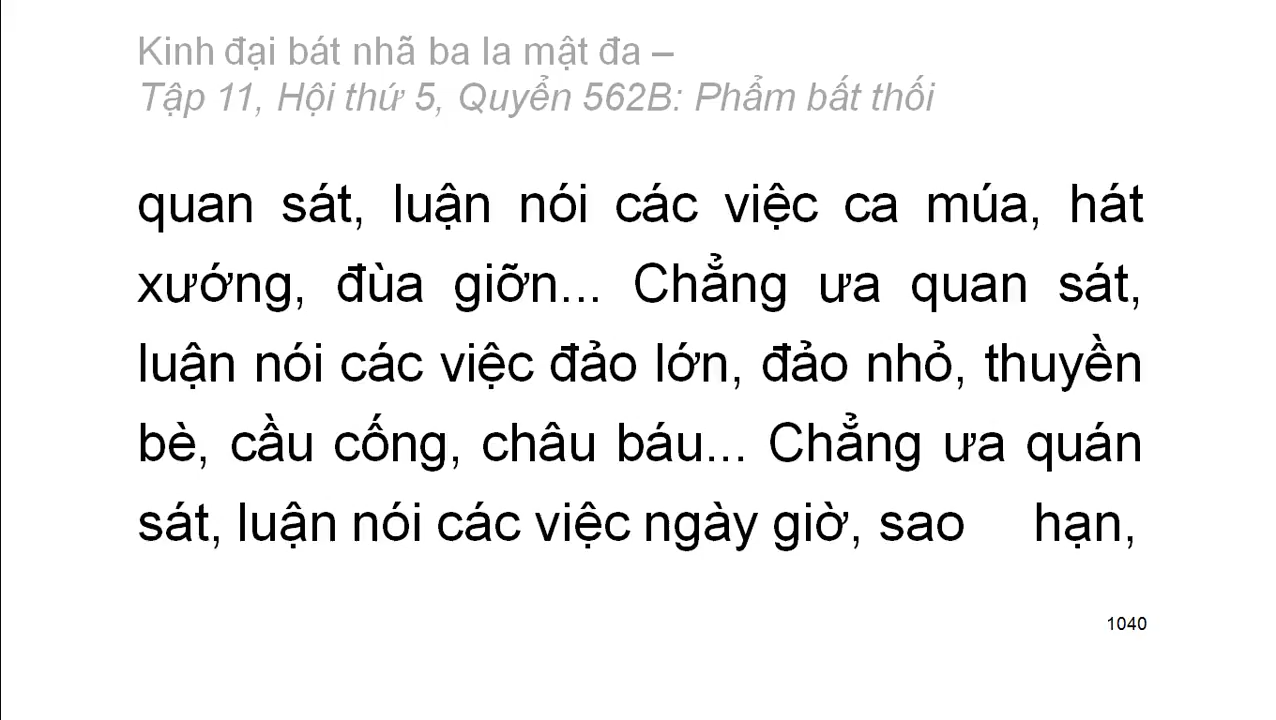 Kinh đại bát nhã ba la mật đa –
Tập 11, Hội thứ 5, Quyển 562B: Phẩm bất thối
quan sát, luận nói các việc ca múa, hát
xướng, đùa giỡn... Chẳng ưa quan sát,
luận nói các việc đảo lớn, đảo nhỏ, thuyền
bè, cầu cống, châu báu... Chẳng ưa quán
sát, luận nói các việc ngày giờ, sao hạn,
1040